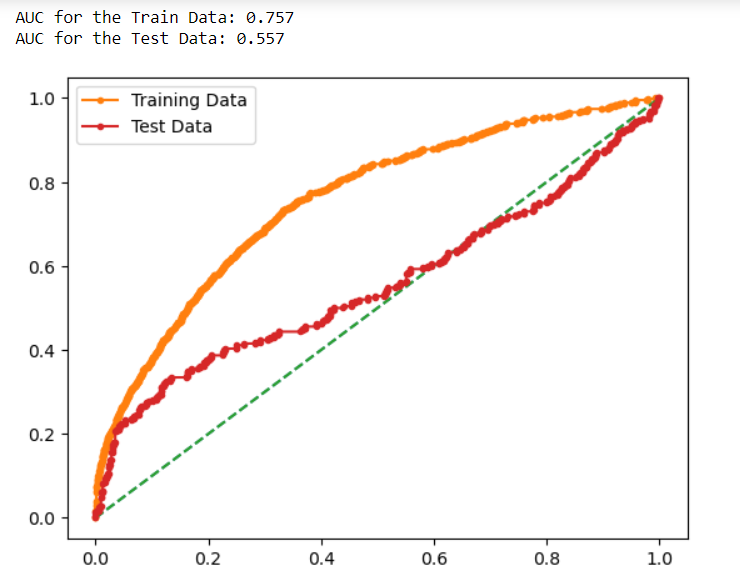 AUC for the Train Data: 0.757
AUC for the Test Data: 0.557
Training Data
Test Data
1.0
0.8
0.6
0.4
0.2
0.0
0.0 0.2 0.4 0.6 0.8 1.0